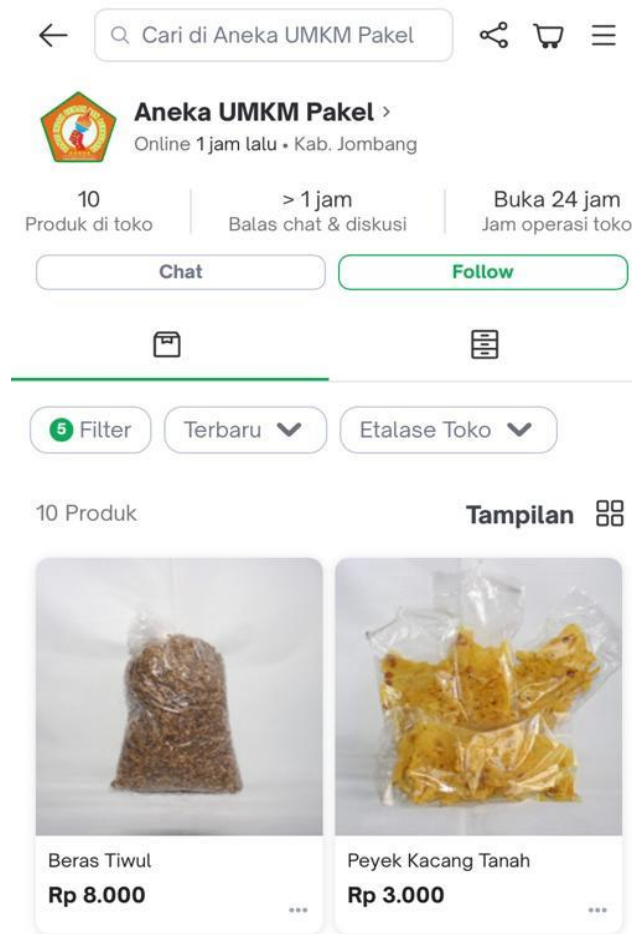 Cari di Aneka UMKM Pakel
Aneka UMKM Pakel
Online 1 jam lalu • Kab. Jombang
10 > 1 jam Buka 24 jam
Produk di toko Balas chat & diskusi Jam operasi toko
Chat Follow
5 Filter Terbaru Etalase Toko
10 Produk Tampilan
Beras Tiwul Peyek Kacang Tanah
Rp 8.000 Rp 3.000